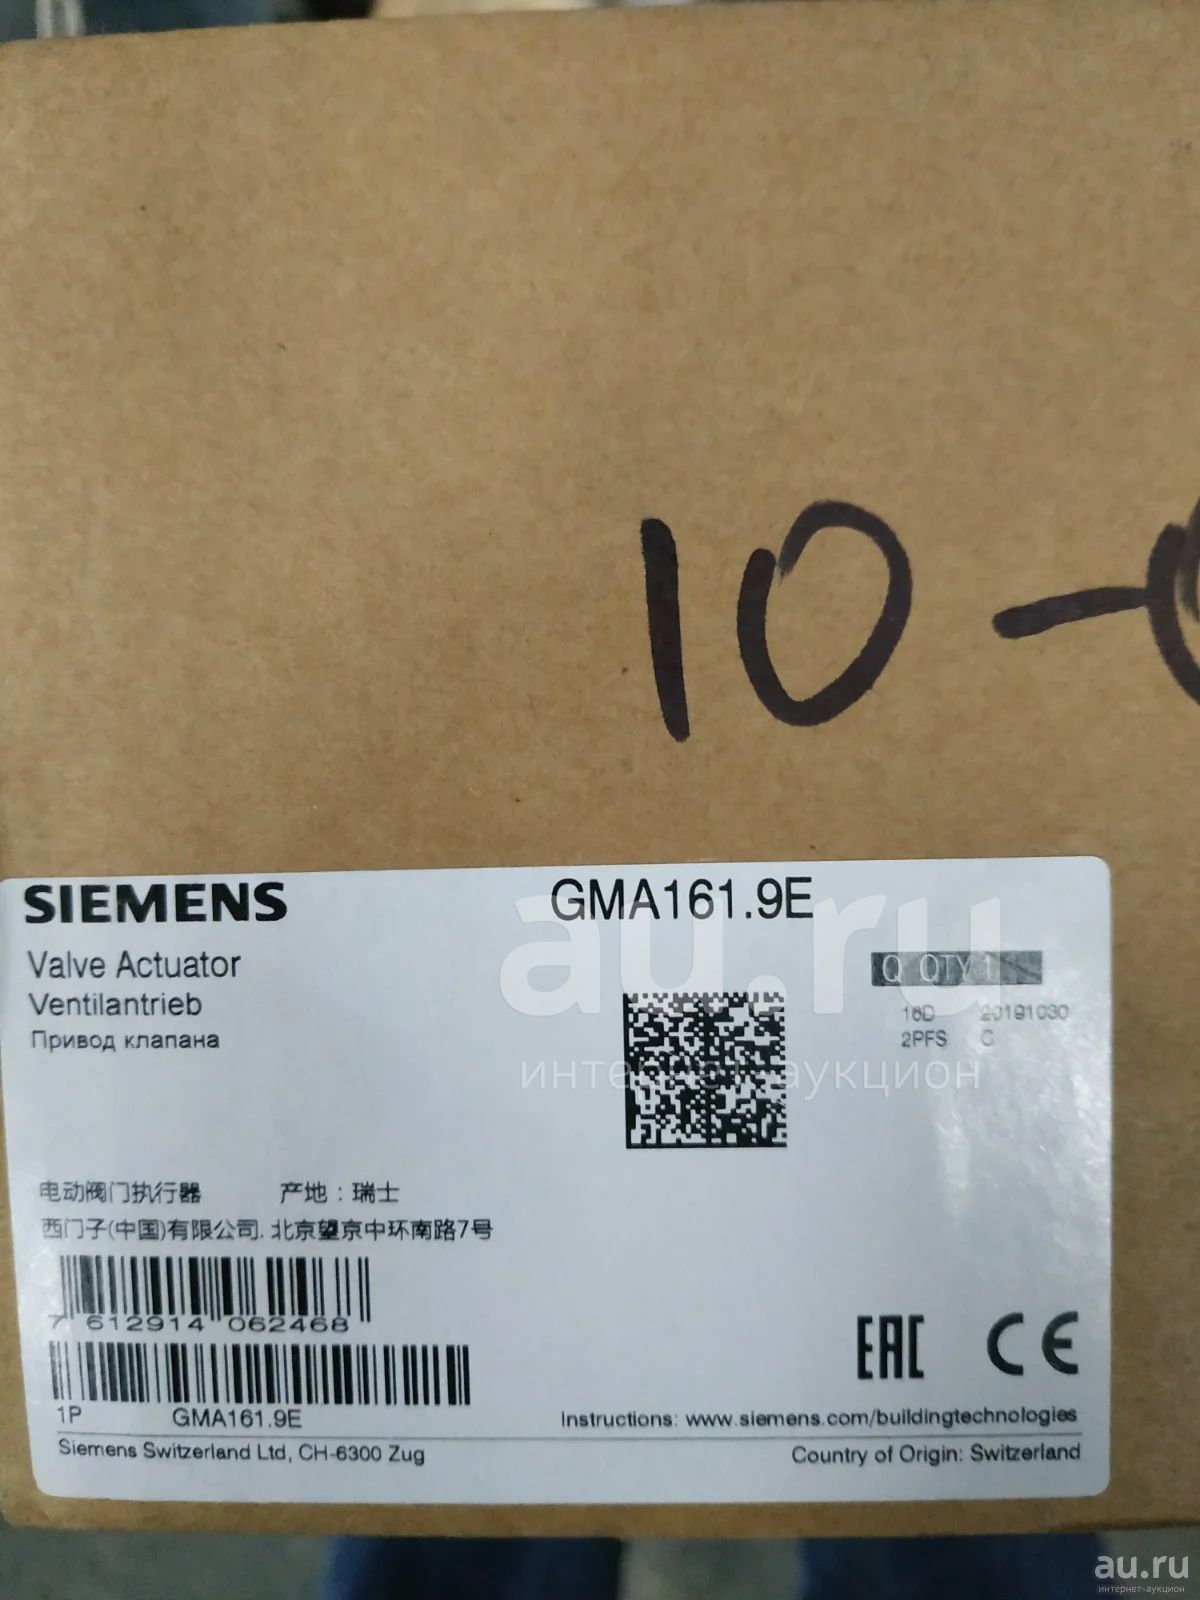 10-
SIEMENS GMA161.9E
Valve Actuator
Ventilantrieb
Привод клапана
Q QTY 1
16D 20191030
2PFS C
au.ru
интернет-аукцион
电动阀门执行器 产地：瑞士
西门子(中国)有限公司. 北京望京中环南路7号
7 612914 062468
1P GMA161.9E
EAC CE
Instructions: www.siemens.com/buildingtechnologies
Siemens Switzerland Ltd, CH-6300 Zug
Country of Origin: Switzerland
au.ru
интернет-аукцион